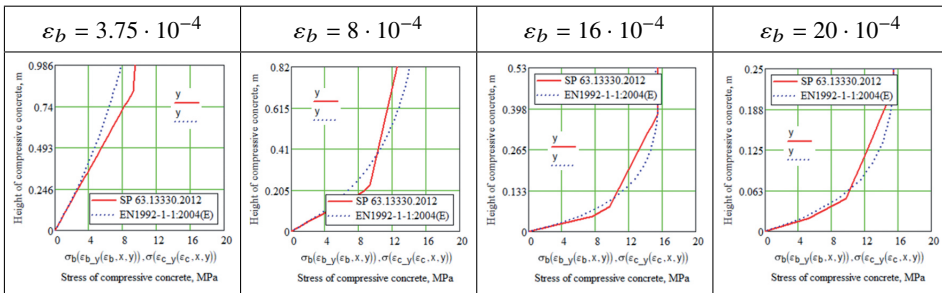 ε_b = 3.75 · 10⁻⁴
ε_b = 8 · 10⁻⁴
ε_b = 16 · 10⁻⁴
ε_b = 20 · 10⁻⁴
Height of compressive concrete, m
0.986
0.74
0.493
0.246
0
y
y
SP 63.13330.2012
EN1992-1-1:2004(E)
0 4 8 12 16 20
σb(εb_y(εb, x, y)), σ(εc_y(εc, x, y))
Stress of compressive concrete, MPa
Height of compressive concrete, m
0.82
0.615
0.41
0.205
0
y
y
SP 63.13330.2012
EN1992-1-1:2004(E)
0 4 8 12 16 20
σb(εb_y(εb, x, y)), σ(εc_y(εc, x, y))
Stress of compressive concrete, MPa
Height of compressive concrete, m
0.53
0.398
0.265
0.133
0
SP 63.13330.2012
EN1992-1-1:2004(E)
y
y
0 4 8 12 16 20
σb(εb_y(εb, x, y)), σ(εc_y(εc, x, y))
Stress of compressive concrete, MPa
Height of compressive concrete, m
0.25
0.188
0.125
0.063
0
SP 63.13330.2012
EN1992-1-1:2004(E)
y
y
0 4 8 12 16 20
σb(εb_y(εb, x, y)), σ(εc_y(εc, x, y))
Stress of compressive concrete, MPa